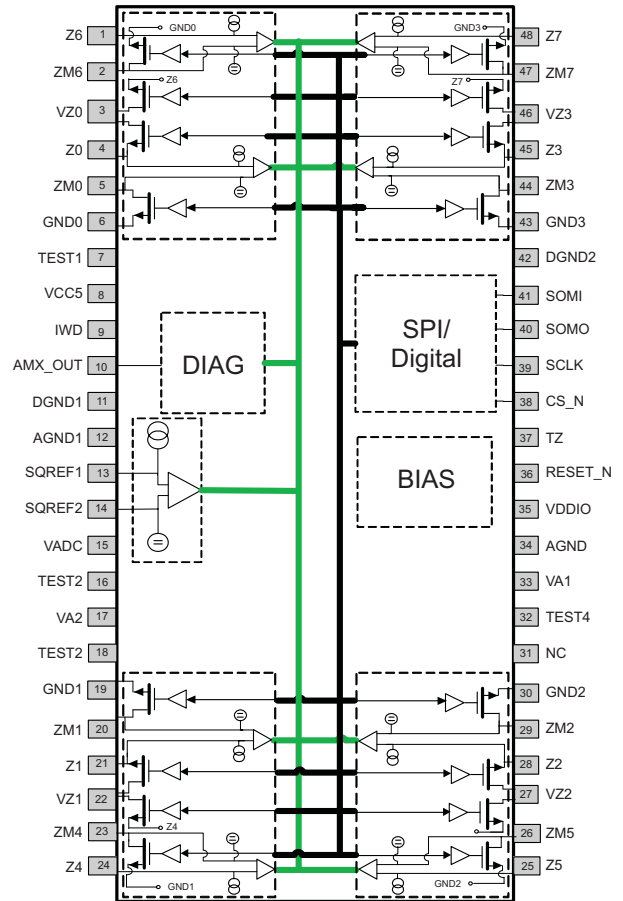 Z6 1 GND0 GND3 48 Z7
ZM6 2 47 ZM7
Z6 Z7
VZ0 3 46 VZ3
Z0 4 45 Z3
ZM0 5 44 ZM3
GND0 6 43 GND3
TEST1 7 42 DGND2
VCC5 8 41 SOMI
IWD 9 40 SOMO
SPI/
Digital
AMX_OUT 10 DIAG 39 SCLK
DGND1 11 38 CS_N
AGND1 12 37 TZ
SQREF1 13 36 RESET_N
BIAS
SQREF2 14 35 VDDIO
VADC 15 34 AGND
TEST2 16 33 VA1
VA2 17 32 TEST4
TEST2 18 31 NC
GND1 19 30 GND2
ZM1 20 29 ZM2
Z1 21 28 Z2
VZ1 22 27 VZ2
Z4
ZM4 23 26 ZM5
Z4 24 25 Z5
GND1 GND2